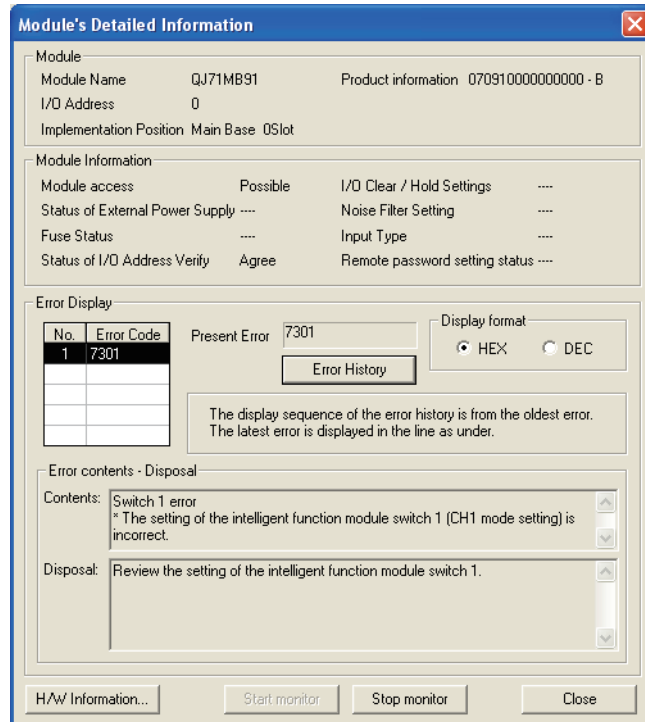 Module's Detailed Information
Module
Module Name QJ71MB91 Product information 070910000000000 - B
I/O Address 0
Implementation Position Main Base 0Slot
Module Information
Module access Possible I/O Clear / Hold Settings ----
Status of External Power Supply ---- Noise Filter Setting ----
Fuse Status ---- Input Type ----
Status of I/O Address Verify Agree Remote password setting status ----
Error Display
No. Error Code
1 7301
Present Error 7301
Error History
Display format
HEX DEC
The display sequence of the error history is from the oldest error.
The latest error is displayed in the line as under.
Error contents - Disposal
Contents: Switch 1 error
* The setting of the intelligent function module switch 1 (CH1 mode setting) is
incorrect.
Disposal: Review the setting of the intelligent function module switch 1.
H/W Information... Start monitor Stop monitor Close